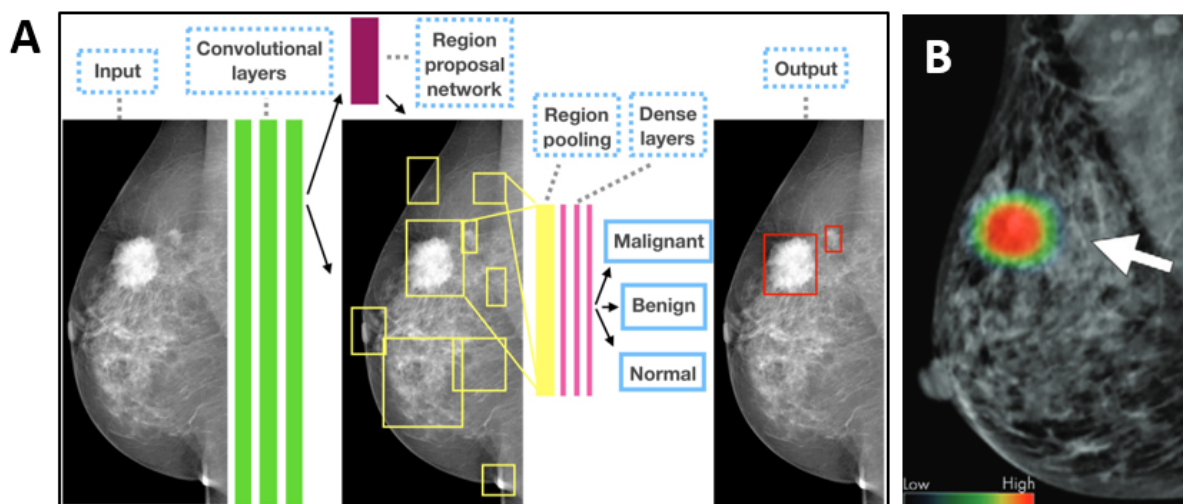 A
Input
Convolutional
layers
Region
proposal
network
Region
pooling
Dense
layers
Malignant
Benign
Normal
Output
B
Low
High